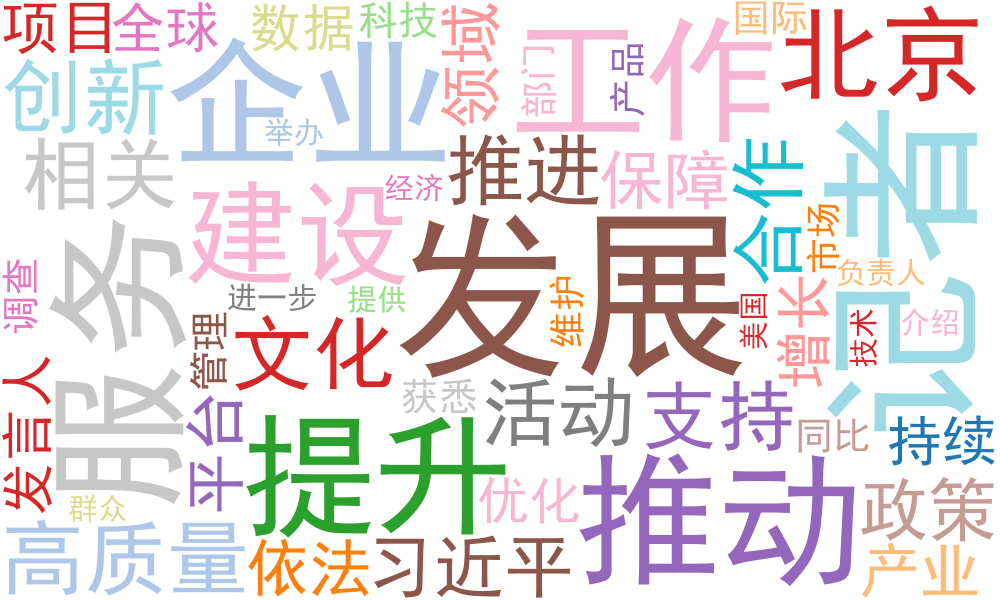 项目
全球
数据
科技
领域
国际
北京
创新
企业
工作
部门
产品
举办
相关
推进
保障
合作
记者
建设
经济
发展
市场
负责人
服务
调查
进一步
提供
维护
美国
增长
技术
介绍
管理
文化
发言人
平台
获悉
活动
支持
同比
持续
提升
推动
群众
优化
政策
高质量
依法
习近平
产业